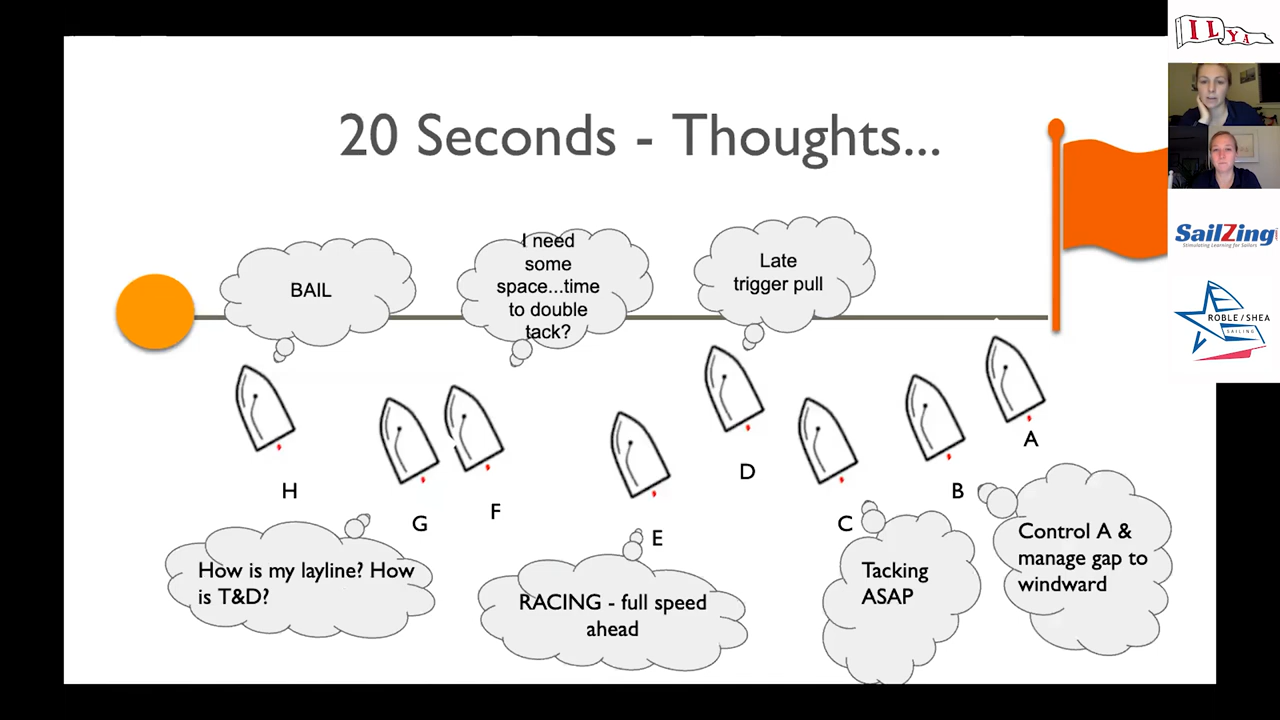 20 Seconds - Thoughts...
ILYA
BAIL
I need
some
space...time
to double
tack?
Late
trigger pull
SailZing
Stimulating Learning for Sailors
ROBLE/SHEA
SAILING
A
B
C
D
E
F
G
H
How is my layline? How
is T&D?
RACING - full speed
ahead
Tacking
ASAP
Control A &
manage gap to
windward